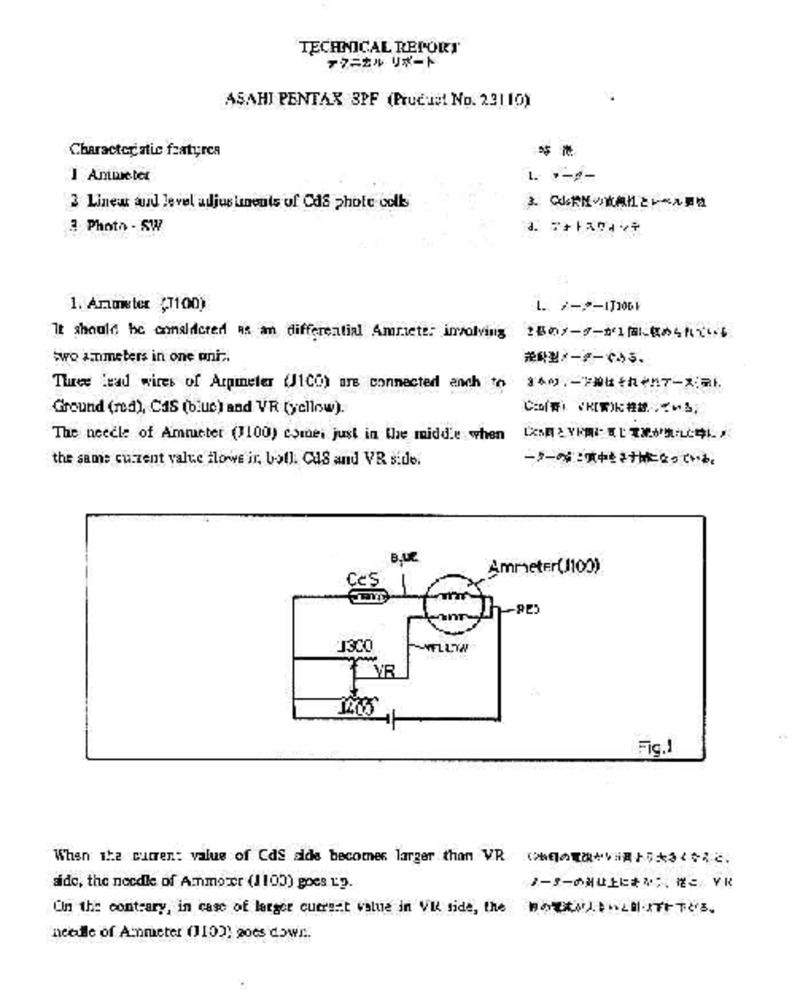 TECHNICAL REPORT
テクニカル リポート
ASAHI PENTAX SPF (Product No. 23110)
Characteristic features
特 徴
1 Ammeter
1. メーター
2 Linear and level adjustments of CdS photo cells
CdS特性の直線性とレベル調整
3 Photo - SW
フォトスウィッチ
1. Ammeter (J100)
1. メーター(J100)
It should be considered as an differential Ammeter involving
2個のメーターが1個に収められている
two ammeters in one unit.
差動型メーターである。
Three lead wires of Ammeter (J100) are connected each to
3本のリード線はそれぞれアース(赤)、
Ground (red), CdS (blue) and VR (yellow).
に接続している。
The needle of Ammeter (J100) comes just in the middle when
CdS側とVR側に同じ電流が流れた時にメ
the same current value flows in both CdS and VR side.
ーターの針は真中をさす様になっている。
BLUE
Ammeter(J100)
CdS
RED
J300
YELLOW
VR
J400
Fig.1
When the current value of CdS side becomes larger than VR
CdS側の電流がVR側より大きくなると、
side, the needle of Ammeter (J100) goes up.
メーターの針は上にあがり、逆に VR
On the contrary, in case of larger current value in VR side, the
側の電流が大きいと針は下に下がる。
needle of Ammeter (J100) goes down.